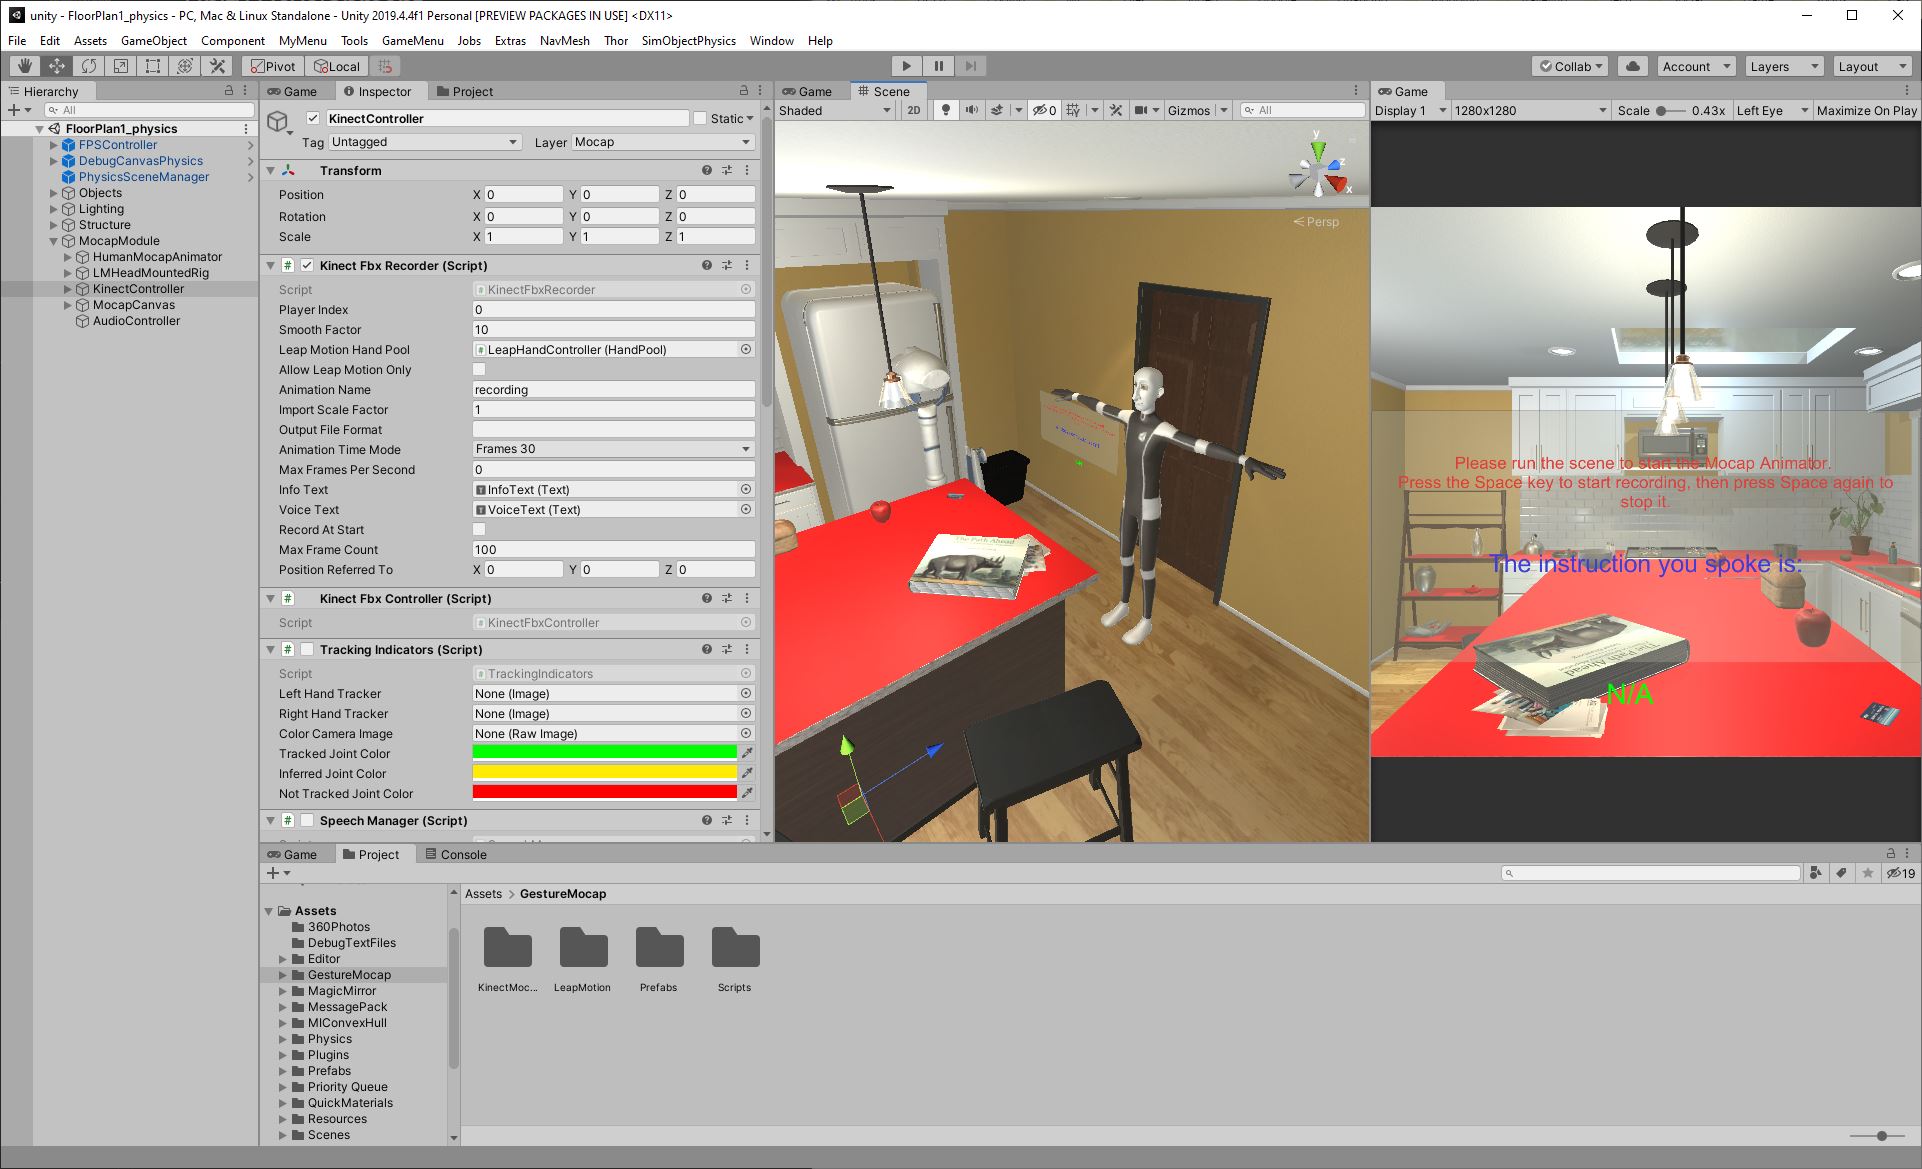 unity - FloorPlan1_physics - PC, Mac & Linux Standalone - Unity 2019.4.4f1 Personal [PREVIEW PACKAGES IN USE] <DX11>
File Edit Assets GameObject Component MyMenu Tools GameMenu Jobs Extras NavMesh Thor SimObjectPhysics Window Help
Pivot Local Collab Account Layers Layout
Hierarchy
All
FloorPlan1_physics
FPSController
DebugCanvasPhysics
PhysicsSceneManager
Objects
Lighting
Structure
MocapModule
HumanMocapAnimator
LMHeadMountedRig
KinectController
MocapCanvas
AudioController
Game Inspector Project
KinectController Static
Tag Untagged Layer Mocap
Transform
Position X 0 Y 0 Z 0
Rotation X 0 Y 0 Z 0
Scale X 1 Y 1 Z 1
Kinect Fbx Recorder (Script)
Script KinectFbxRecorder
Player Index 0
Smooth Factor 10
Leap Motion Hand Pool LeapHandController (HandPool)
Allow Leap Motion Only
Animation Name recording
Import Scale Factor 1
Output File Format
Animation Time Mode Frames 30
Max Frames Per Second 0
Info Text InfoText (Text)
Voice Text VoiceText (Text)
Record At Start
Max Frame Count 100
Position Referred To X 0 Y 0 Z 0
Kinect Fbx Controller (Script)
Script KinectFbxController
Tracking Indicators (Script)
Script TrackingIndicators
Left Hand Tracker None (Image)
Right Hand Tracker None (Image)
Color Camera Image None (Raw Image)
Tracked Joint Color
Inferred Joint Color
Not Tracked Joint Color
Speech Manager (Script)
Game Scene
Shaded 2D 0 Gizmos All
y
z
x
Persp
The Path Ahead
Game
Display 1 1280x1280 Scale 0.43x Left Eye Maximize On Play
Please run the scene to start the Mocap Animator.
Press the Space key to start recording, then press Space again to
stop it.
The instruction you spoke is:
The Path Ahead
N/A
Game Project Console
19
Assets
360Photos
DebugTextFiles
Editor
GestureMocap
MagicMirror
MessagePack
MIConvexHull
Physics
Plugins
Prefabs
Priority Queue
QuickMaterials
Resources
Scenes
Assets > GestureMocap
KinectMoc... LeapMotion Prefabs Scripts